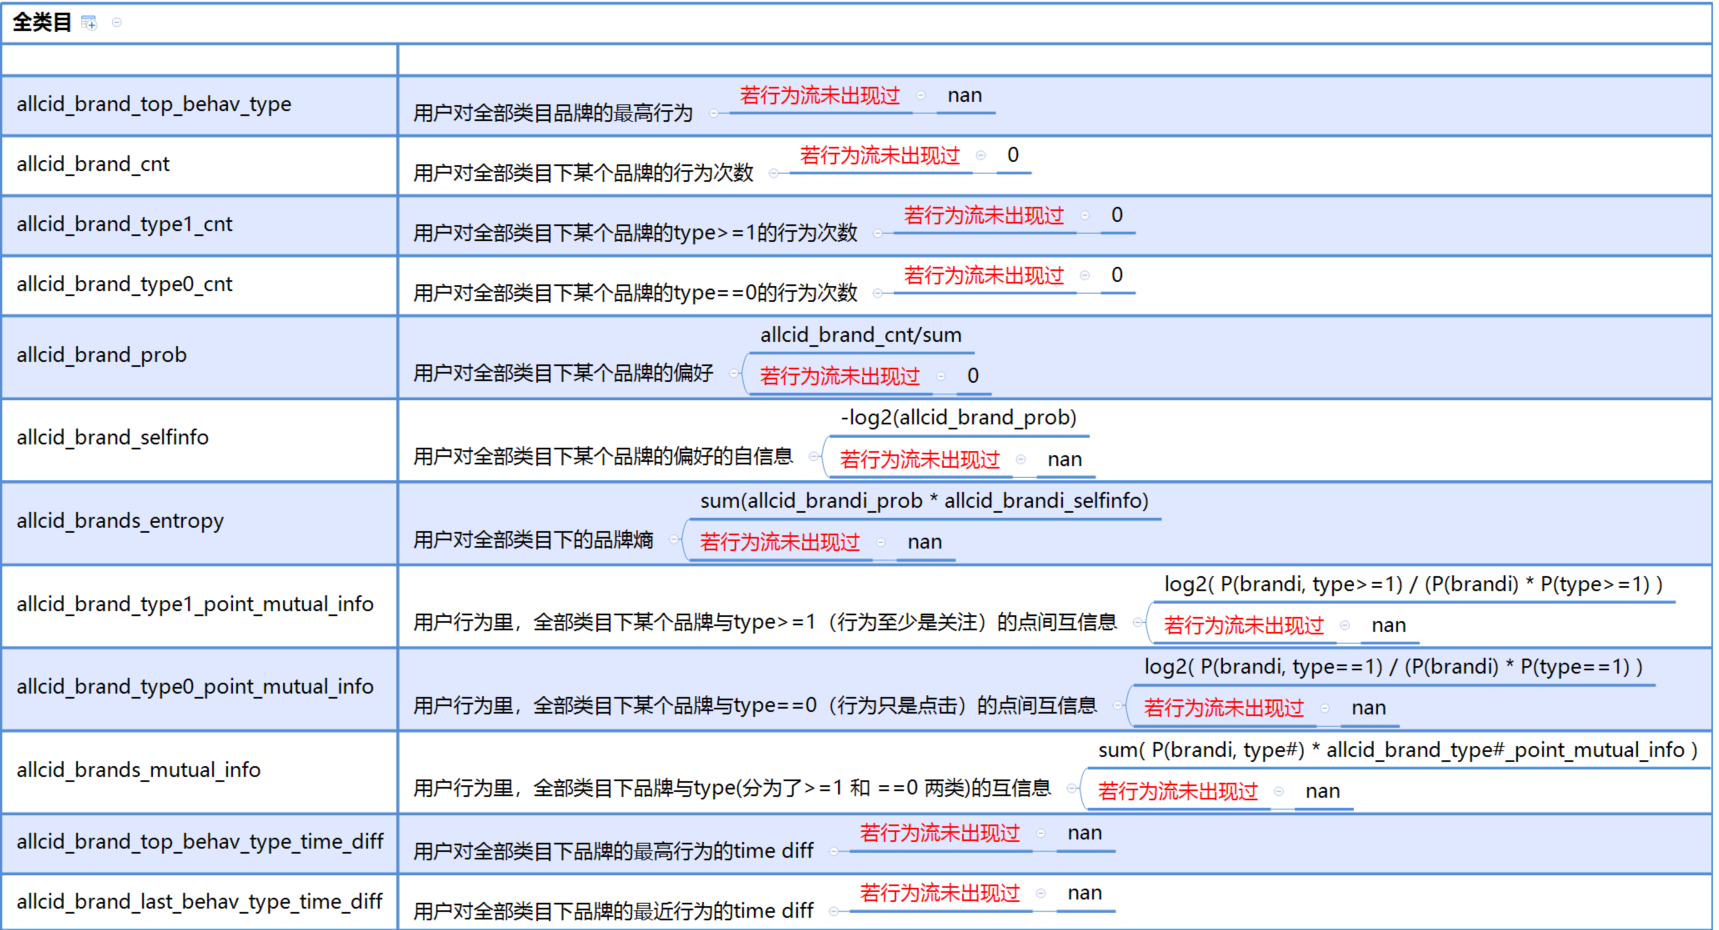 全类目
allcid_brand_top_behav_type
用户对全部类目品牌的最高行为
若行为流未出现过
nan
allcid_brand_cnt
用户对全部类目下某个品牌的行为次数
若行为流未出现过
0
allcid_brand_type1_cnt
用户对全部类目下某个品牌的type>=1的行为次数
若行为流未出现过
0
allcid_brand_type0_cnt
用户对全部类目下某个品牌的type==0的行为次数
若行为流未出现过
0
allcid_brand_prob
用户对全部类目下某个品牌的偏好
allcid_brand_cnt/sum
若行为流未出现过
0
allcid_brand_selfinfo
用户对全部类目下某个品牌的偏好的自信息
-log2(allcid_brand_prob)
若行为流未出现过
nan
allcid_brands_entropy
用户对全部类目下的品牌熵
sum(allcid_brandi_prob * allcid_brandi_selfinfo)
若行为流未出现过
nan
allcid_brand_type1_point_mutual_info
用户行为里，全部类目下某个品牌与type>=1（行为至少是关注）的点间互信息
log2( P(brandi, type>=1) / (P(brandi) * P(type>=1) )
若行为流未出现过
nan
allcid_brand_type0_point_mutual_info
用户行为里，全部类目下某个品牌与type==0（行为只是点击）的点间互信息
log2( P(brandi, type==1) / (P(brandi) * P(type==1) )
若行为流未出现过
nan
allcid_brands_mutual_info
用户行为里，全部类目下品牌与type(分为了>=1 和 ==0 两类)的互信息
sum( P(brandi, type#) * allcid_brand_type#_point_mutual_info )
若行为流未出现过
nan
allcid_brand_top_behav_type_time_diff
用户对全部类目下品牌的最高行为的time diff
若行为流未出现过
nan
allcid_brand_last_behav_type_time_diff
用户对全部类目下品牌的最近行为的time diff
若行为流未出现过
nan